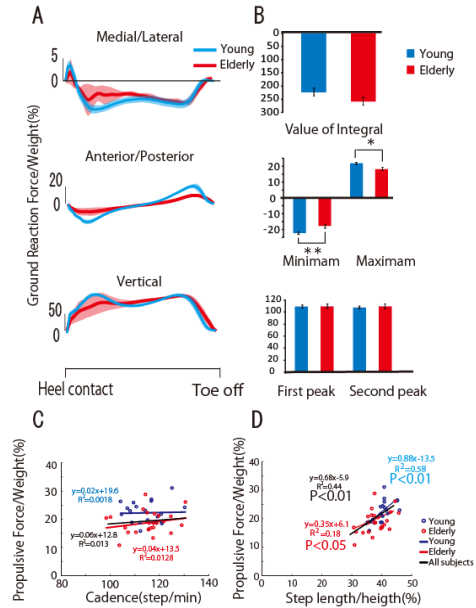 A
Medial/Lateral
Young
Elderly
5
0
(%)
Anterior/Posterior
20
0
Ground Reaction Force/Weight(%)
Vertical
50
0
Heel contact
Toe off
B
Young
Elderly
0
50
100
150
200
250
300
Value of Integral
20
10
0
-10
-20
*
**
Minimam
Maximam
120
100
80
60
40
20
0
First peak
Second peak
C
Propulsive Force/Weight(%)
40
30
20
10
0
y=0.02x+19.6
R²=0.0018
y=0.06x+12.8
R²=0.013
y=0.04x+13.5
R²=0.0128
80
100
120
140
Cadence(step/min)
D
Propulsive Force/Weight(%)
y=0.88x-13.5
R²=0.58
P<0.01
y=0.68x-5.9
R²=0.44
P<0.01
y=0.35x+6.1
R²=0.18
P<0.05
35
30
25
20
15
10
5
0
0
10
20
30
40
50
Step length/heigth(%)
Young
Elderly
Young
Elderly
All subjects